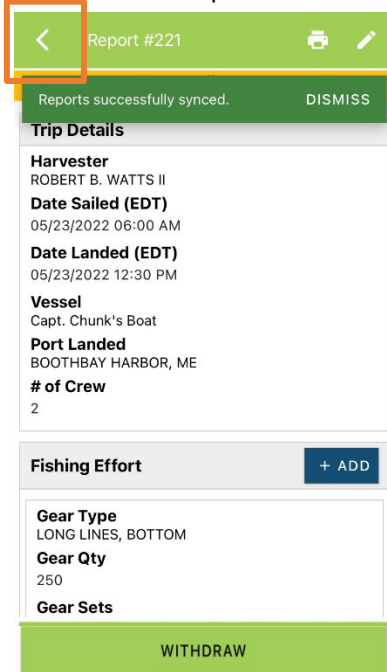 Report #221
Reports successfully synced. DISMISS
Trip Details
Harvester
ROBERT B. WATTS II
Date Sailed (EDT)
05/23/2022 06:00 AM
Date Landed (EDT)
05/23/2022 12:30 PM
Vessel
Capt. Chunk's Boat
Port Landed
BOOTHBAY HARBOR, ME
# of Crew
2
Fishing Effort + ADD
Gear Type
LONG LINES, BOTTOM
Gear Qty
250
Gear Sets
WITHDRAW